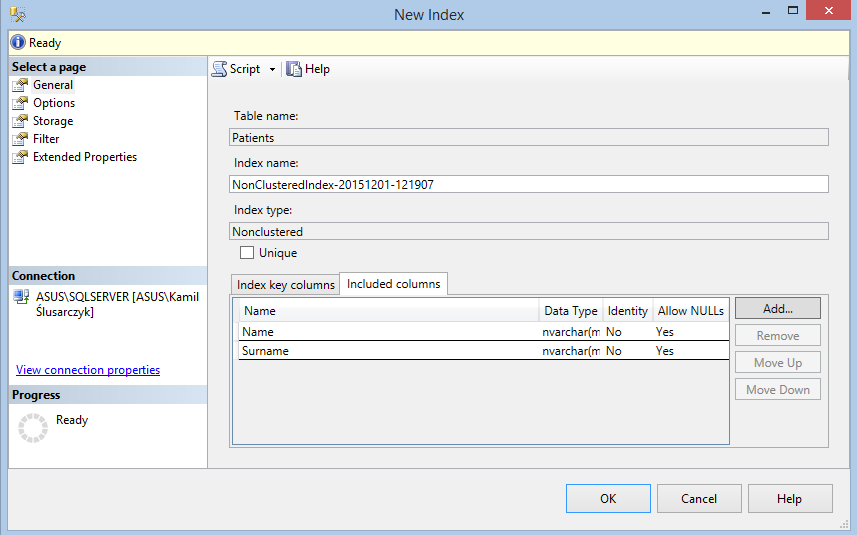 New Index
Ready
Select a page
General
Options
Storage
Filter
Extended Properties
Connection
ASUS\SQLSERVER [ASUS\Kamil
Ślusarczyk]
View connection properties
Progress
Ready
Script
Help
Table name:
Patients
Index name:
NonClusteredIndex-20151201-121907
Index type:
Nonclustered
Unique
Index key columns Included columns
Name Data Type Identity Allow NULLs
Name nvarchar(m No Yes
Surname nvarchar(m No Yes
Add...
Remove
Move Up
Move Down
OK Cancel Help